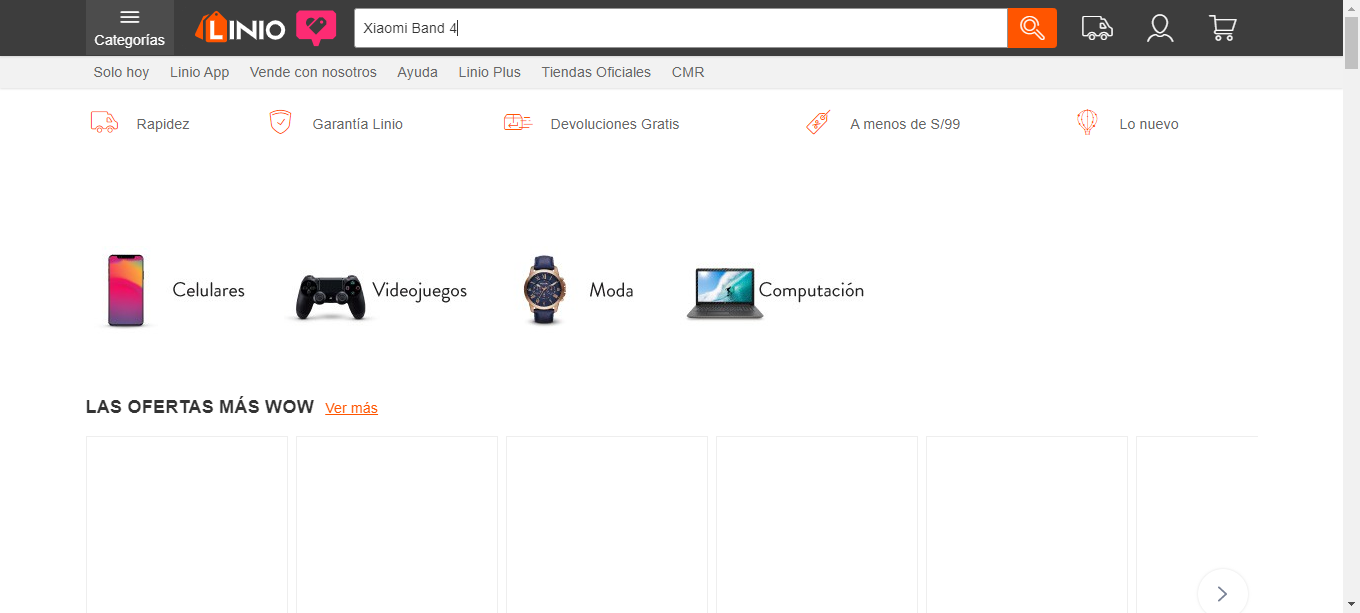 Categorías
LINIO
Xiaomi Band 4
Solo hoy Linio App Vende con nosotros Ayuda Linio Plus Tiendas Oficiales CMR
Rapidez Garantía Linio Devoluciones Gratis A menos de S/99 Lo nuevo
Celulares Videojuegos Moda Computación
LAS OFERTAS MÁS WOW Ver más